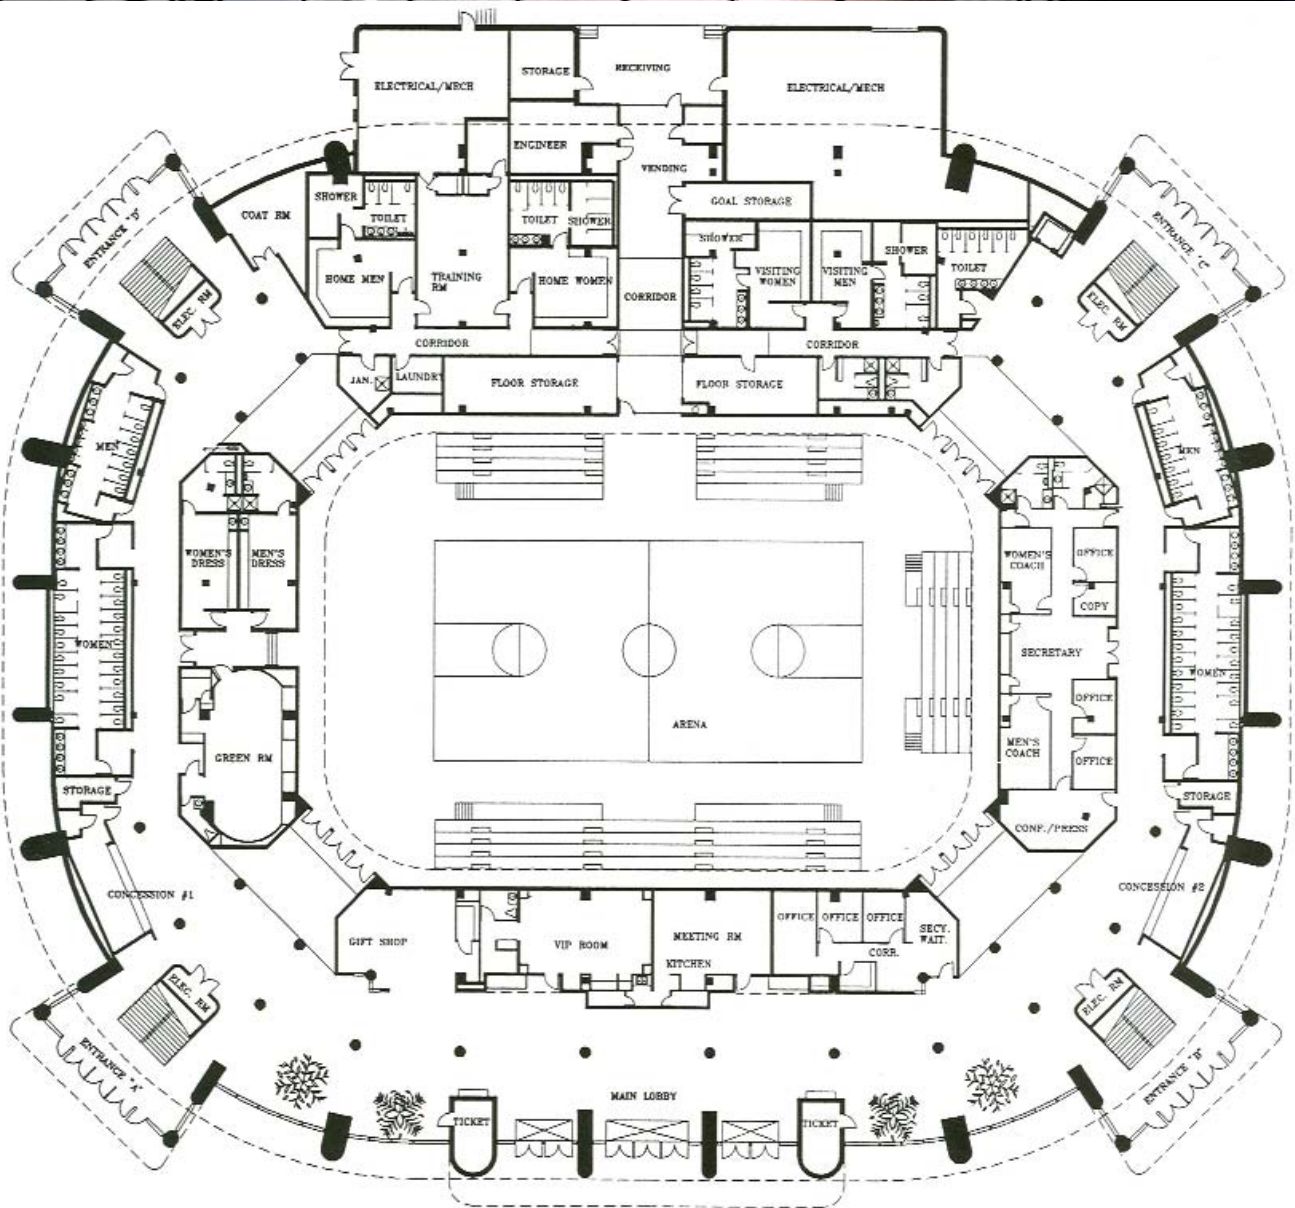 RECEIVING
STORAGE
ELECTRICAL/MECH
ELECTRICAL/MECH
ENGINEER
VENDING
SHOWER
TOILET
TOILET
SHOWER
GOAL STORAGE
COAT RM
ENTRANCE "D"
ENTRANCE "C"
SHOWER
SHOWER
TOILET
HOME MEN
TRAINING
RM
HOME WOMEN
VISITING
WOMEN
VISITING
MEN
CORRIDOR
ELEC. RM
ELEC. RM
CORRIDOR
CORRIDOR
JAN.
LAUNDRY
FLOOR STORAGE
FLOOR STORAGE
MEN
MEN
WOMEN'S
DRESS
MEN'S
DRESS
WOMEN'S
COACH
OFFICE
COPY
WOMEN
SECRETARY
WOMEN
OFFICE
ARENA
GREEN RM
MEN'S
COACH
OFFICE
STORAGE
STORAGE
CONF./PRESS
CONCESSION #1
CONCESSION #2
GIFT SHOP
VIP ROOM
MEETING RM
KITCHEN
OFFICE
OFFICE
OFFICE
SECY.
WAIT.
CORR.
ELEC. RM
ELEC. RM
ENTRANCE "A"
ENTRANCE "B"
MAIN LOBBY
TICKET
TICKET